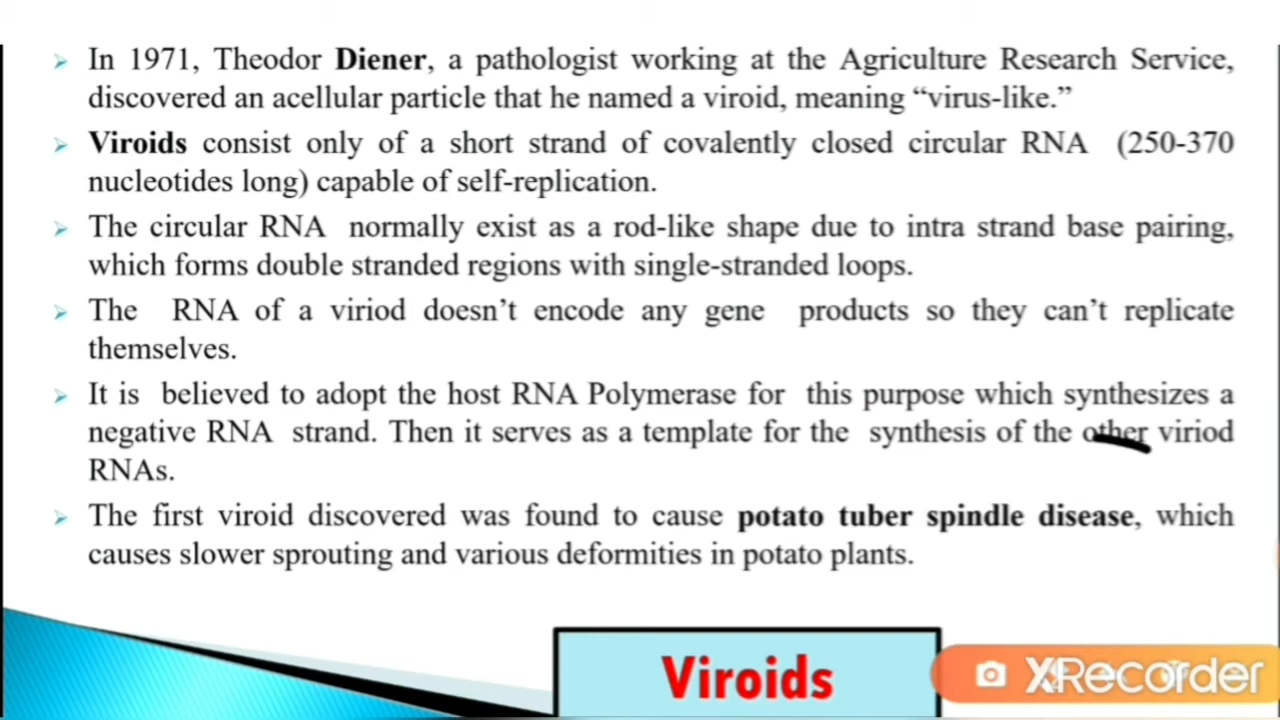 In 1971, Theodor Diener, a pathologist working at the Agriculture Research Service,
discovered an acellular particle that he named a viroid, meaning “virus-like.”
Viroids consist only of a short strand of covalently closed circular RNA (250-370
nucleotides long) capable of self-replication.
The circular RNA normally exist as a rod-like shape due to intra strand base pairing,
which forms double stranded regions with single-stranded loops.
The RNA of a viriod doesn’t encode any gene products so they can’t replicate
themselves.
It is believed to adopt the host RNA Polymerase for this purpose which synthesizes a
negative RNA strand. Then it serves as a template for the synthesis of the other viriod
RNAs.
The first viroid discovered was found to cause potato tuber spindle disease, which
causes slower sprouting and various deformities in potato plants.
Viroids
XRecorder